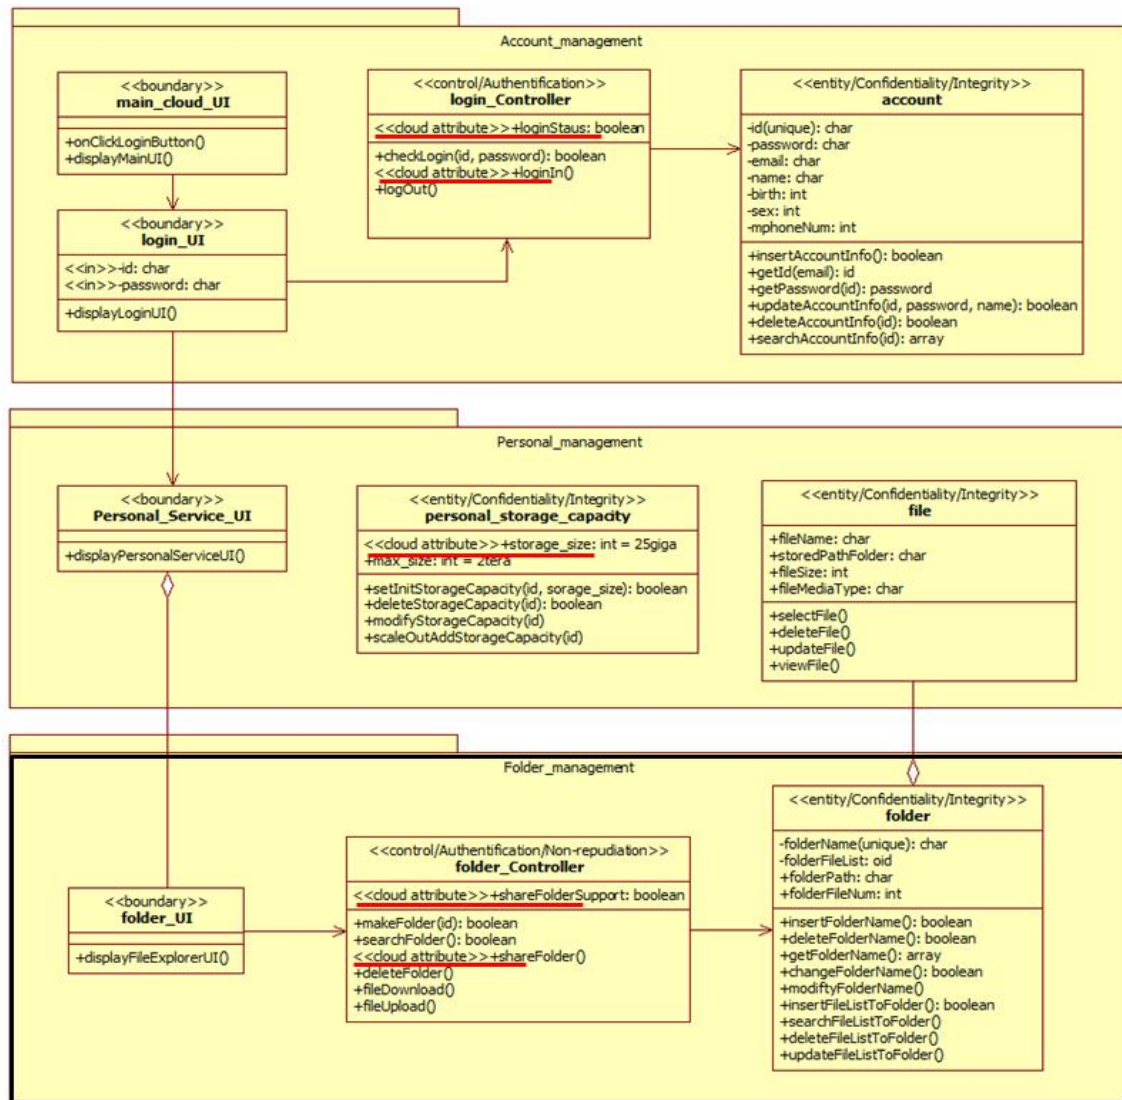 Account_management
<<boundary>>
main_cloud_UI
+onClickLoginButton()
+displayMainUI()
<<control/Authentification>>
login_Controller
<<cloud attribute>>+loginStaus: boolean
+checkLogin(id, password): boolean
<<cloud attribute>>+loginIn()
+logOut()
<<entity/Confidentiality/Integrity>>
account
-id(unique): char
-password: char
-email: char
-name: char
-birth: int
-sex: int
-mphoneNum: int
+insertAccountInfo(): boolean
+getId(email): id
+getPassword(id): password
+updateAccountInfo(id, password, name): boolean
+deleteAccountInfo(id): boolean
+searchAccountInfo(id): array
<<boundary>>
login_UI
<<in>>-id: char
<<in>>-password: char
+displayLoginUI()
Personal_management
<<boundary>>
Personal_Service_UI
+displayPersonalServiceUI()
<<entity/Confidentiality/Integrity>>
personal_storage_capacity
<<cloud attribute>>+storage_size: int = 25giga
+max_size: int = 2tera
+setInitStorageCapacity(id, sorage_size): boolean
+deleteStorageCapacity(id): boolean
+modifyStorageCapacity(id)
+scaleOutAddStorageCapacity(id)
<<entity/Confidentiality/Integrity>>
file
+fileName: char
+storedPathFolder: char
+fileSize: int
+fileMediaType: char
+selectFile()
+deleteFile()
+updateFile()
+viewFile()
Folder_management
<<boundary>>
folder_UI
+displayFileExplorerUI()
<<control/Authentification/Non-repudiation>>
folder_Controller
<<cloud attribute>>+shareFolderSupport: boolean
+makeFolder(id): boolean
+searchFolder(): boolean
<<cloud attribute>>+shareFolder()
+deleteFolder()
+fileDownload()
+fileUpload()
<<entity/Confidentiality/Integrity>>
folder
-folderName(unique): char
-folderFileList: oid
+folderPath: char
+folderFileNum: int
+insertFolderName(): boolean
+deleteFolderName(): boolean
+getFolderName(): array
+changeFolderName(): boolean
+modiftyFolderName()
+insertFileListToFolder(): boolean
+searchFileListToFolder()
+deleteFileListToFolder()
+updateFileListToFolder()